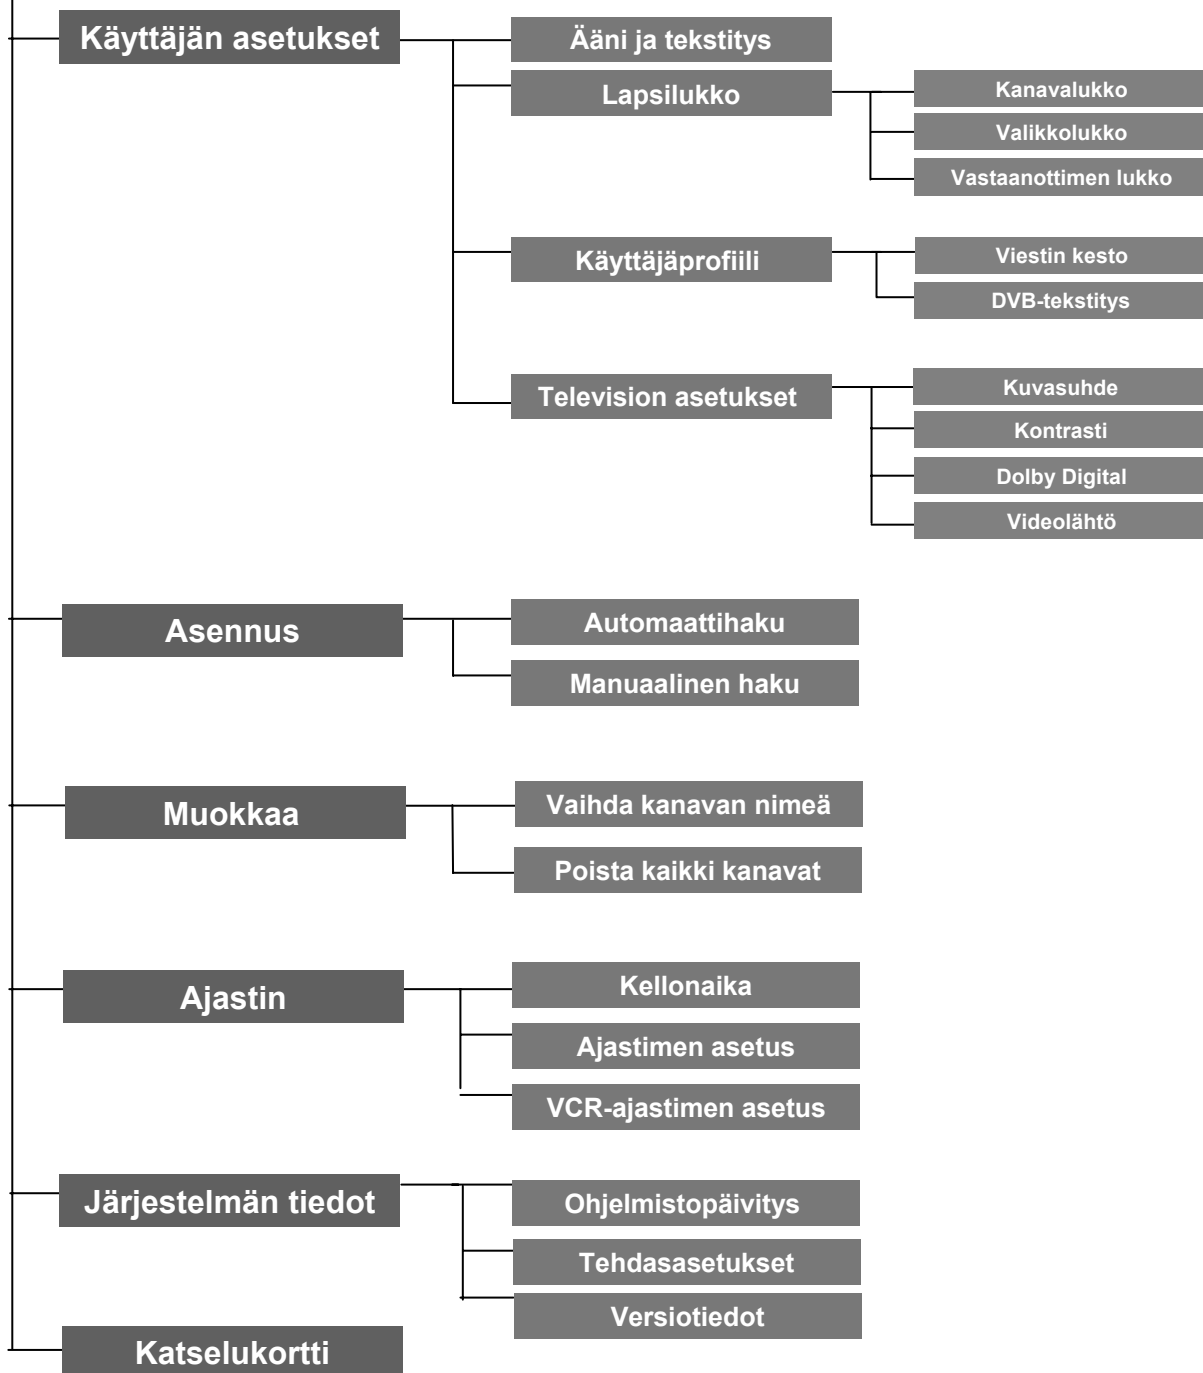 Käyttäjän asetukset
Ääni ja tekstitys
Lapsilukko
Kanavalukko
Valikkolukko
Vastaanottimen lukko
Käyttäjäprofiili
Viestin kesto
DVB-tekstitys
Television asetukset
Kuvasuhde
Kontrasti
Dolby Digital
Videolähtö
Asennus
Automaattihaku
Manuaalinen haku
Muokkaa
Vaihda kanavan nimeä
Poista kaikki kanavat
Ajastin
Kellonaika
Ajastimen asetus
VCR-ajastimen asetus
Järjestelmän tiedot
Ohjelmistopäivitys
Tehdasasetukset
Versiotiedot
Katselukortti